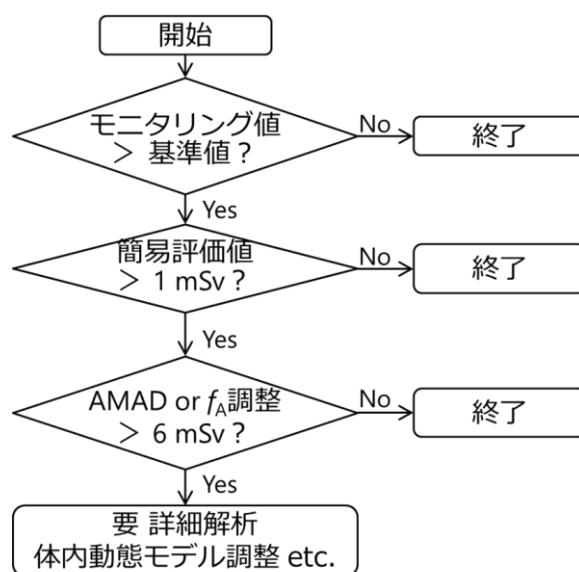 開始
モニタリング値
＞ 基準値？
No
終了
Yes
簡易評価値
＞ 1 mSv？
No
終了
Yes
AMAD or fA調整
＞ 6 mSv？
No
終了
Yes
要 詳細解析
体内動態モデル調整 etc.